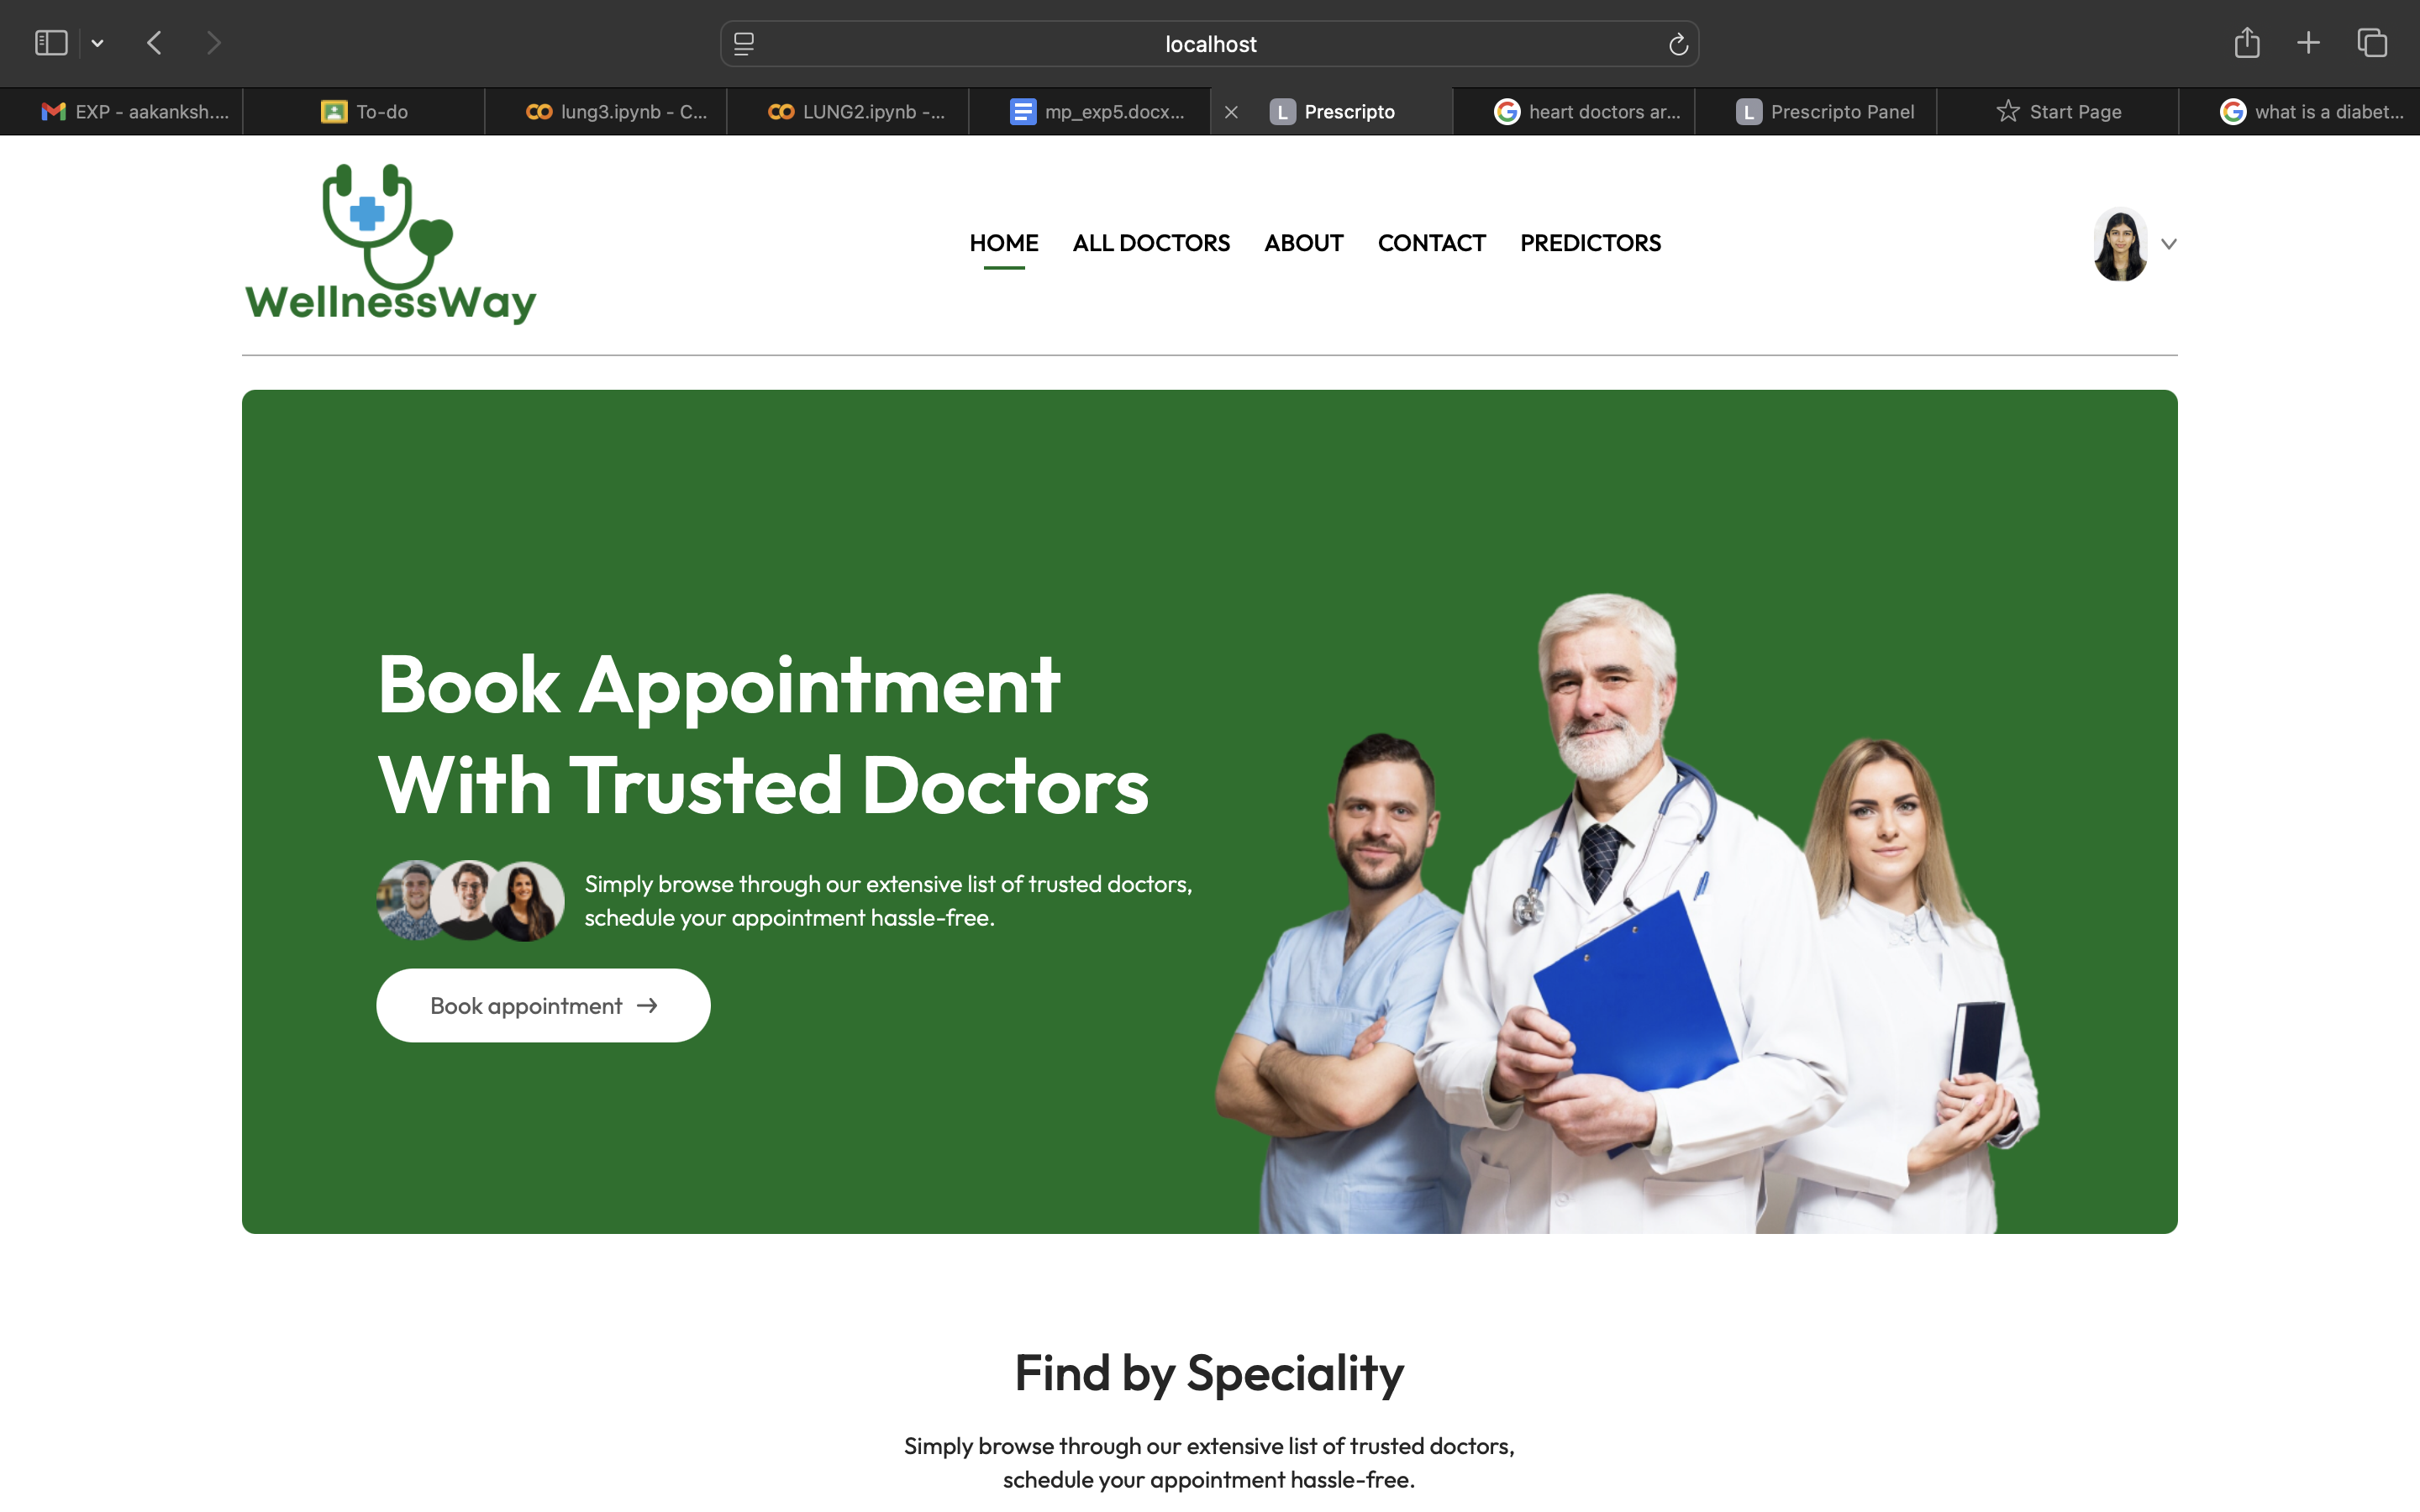 localhost
EXP - aakanksh....
To-do
lung3.ipynb - C...
LUNG2.ipynb -...
mp_exp5.docx...
L Prescripto
heart doctors ar...
L Prescripto Panel
Start Page
what is a diabet...
WellnessWay
HOME
ALL DOCTORS
ABOUT
CONTACT
PREDICTORS
Book Appointment
With Trusted Doctors
Simply browse through our extensive list of trusted doctors,
schedule your appointment hassle-free.
Book appointment →
Find by Speciality
Simply browse through our extensive list of trusted doctors,
schedule your appointment hassle-free.